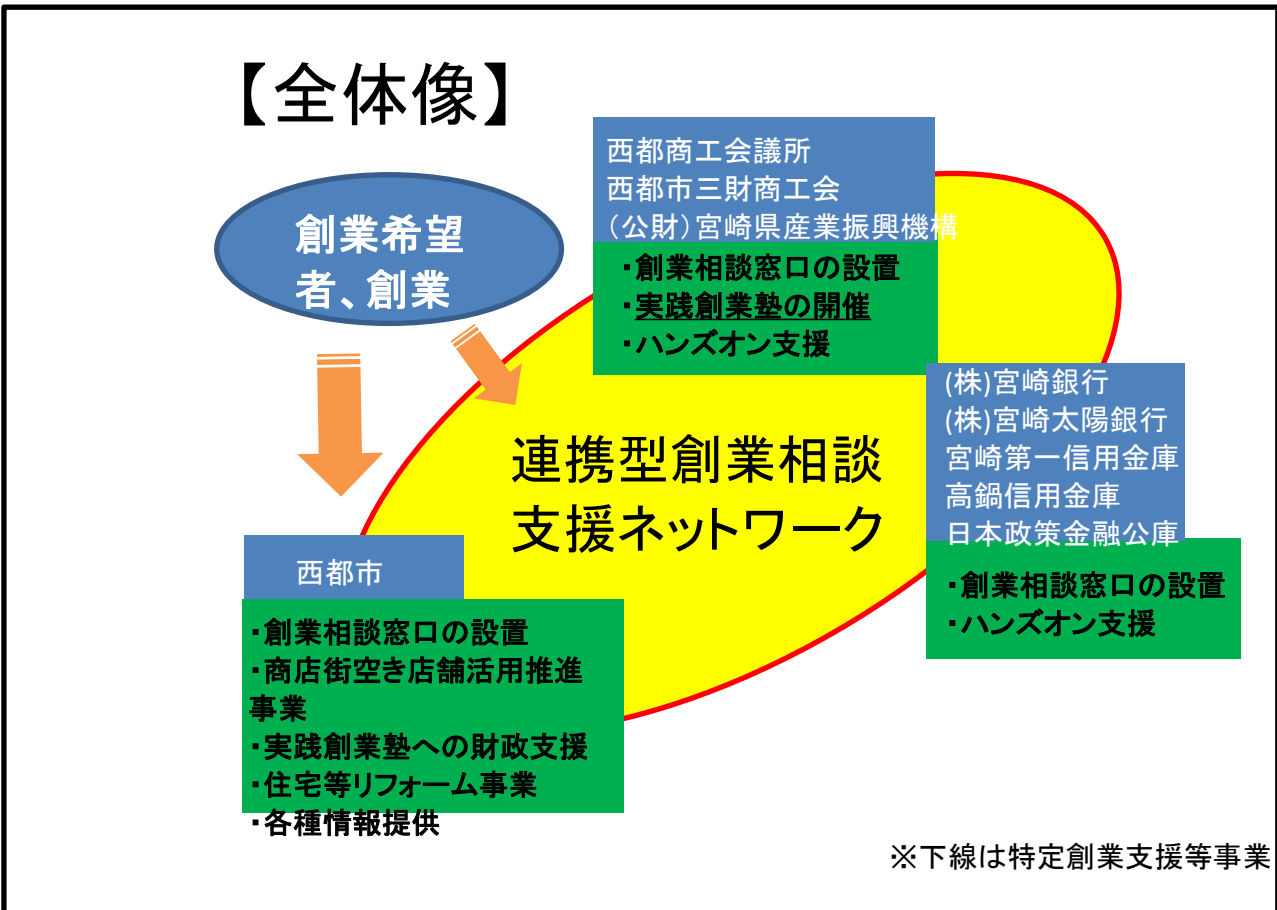 【全体像】
創業希望
者、創業
西都商工会議所
西都市三財商工会
(公財)宮崎県産業振興機構
・創業相談窓口の設置
・実践創業塾の開催
・ハンズオン支援
(株)宮崎銀行
(株)宮崎太陽銀行
宮崎第一信用金庫
高鍋信用金庫
日本政策金融公庫
・創業相談窓口の設置
・ハンズオン支援
連携型創業相談
支援ネットワーク
西都市
・創業相談窓口の設置
・商店街空き店舗活用推進
事業
・実践創業塾への財政支援
・住宅等リフォーム事業
・各種情報提供
※下線は特定創業支援等事業